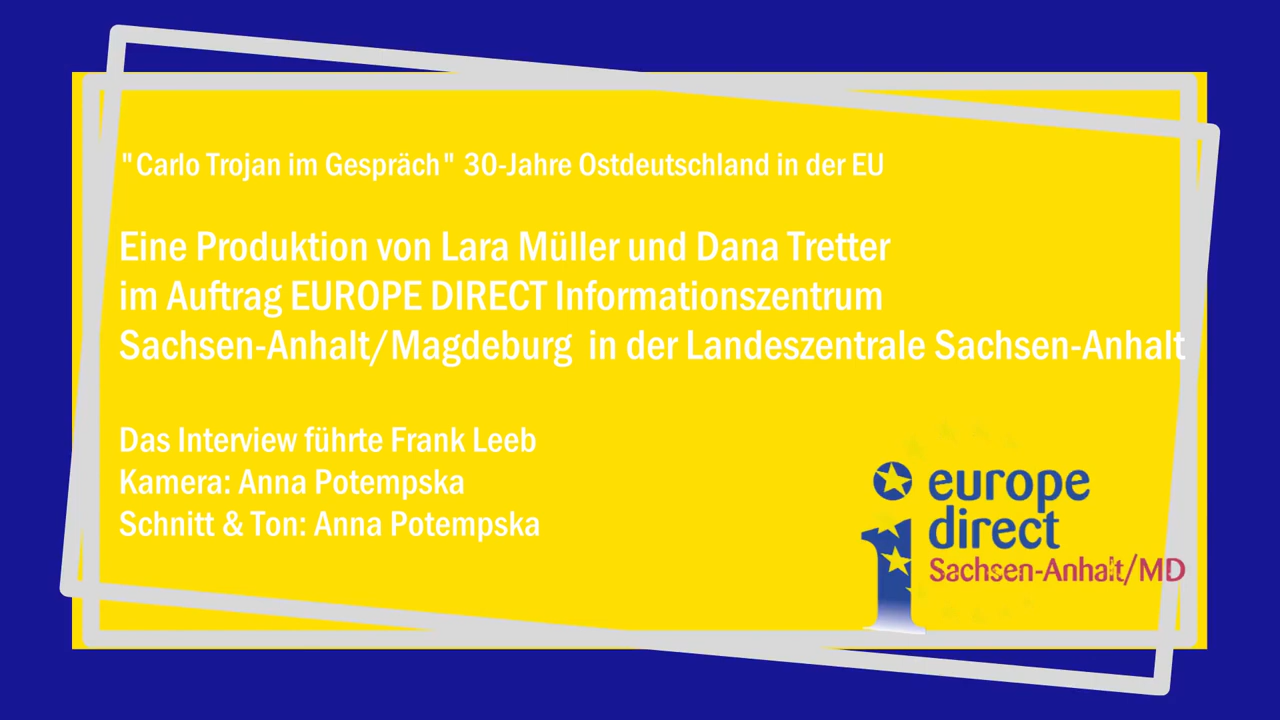 "Carlo Trojan im Gespräch" 30-Jahre Ostdeutschland in der EU
Eine Produktion von Lara Müller und Dana Tretter
im Auftrag EUROPE DIRECT Informationszentrum
Sachsen-Anhalt/Magdeburg in der Landeszentrale Sachsen-Anhalt
Das Interview führte Frank Leeb
Kamera: Anna Potempska
Schnitt & Ton: Anna Potempska
europe
direct
Sachsen-Anhalt/MD